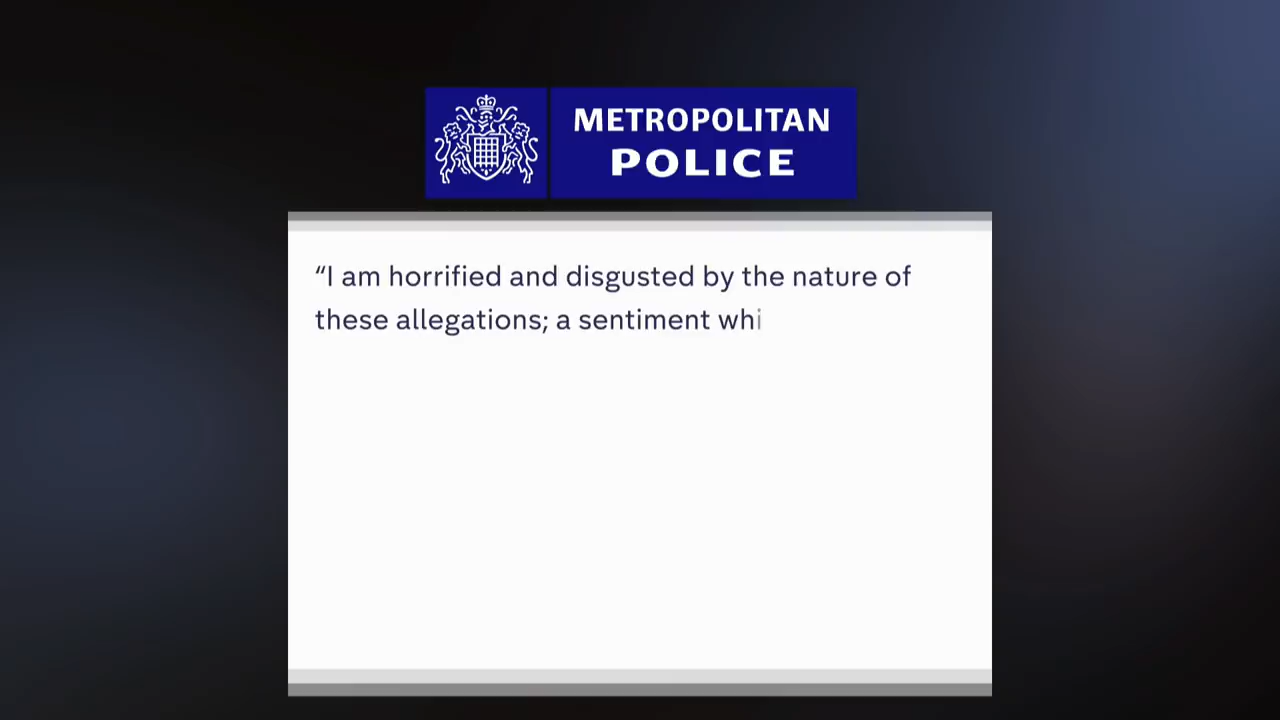 METROPOLITAN
POLICE
“I am horrified and disgusted by the nature of
these allegations; a sentiment whi